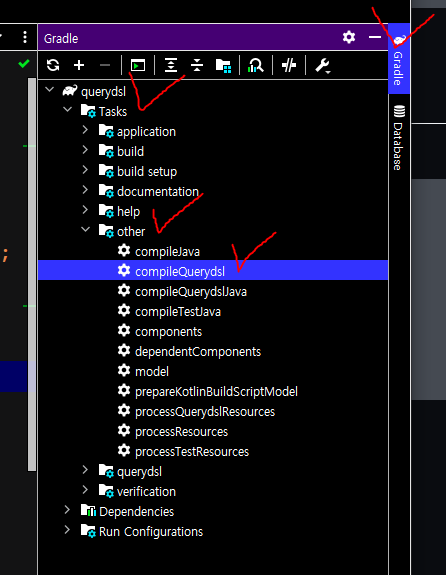 Gradle
querydsl
Tasks
application
build
build setup
documentation
help
other
compileJava
compileQuerydsl
compileQuerydslJava
compileTestJava
components
dependentComponents
model
prepareKotlinBuildScriptModel
processQuerydslResources
processResources
processTestResources
querydsl
verification
Dependencies
Run Configurations
;
Gradle
Database